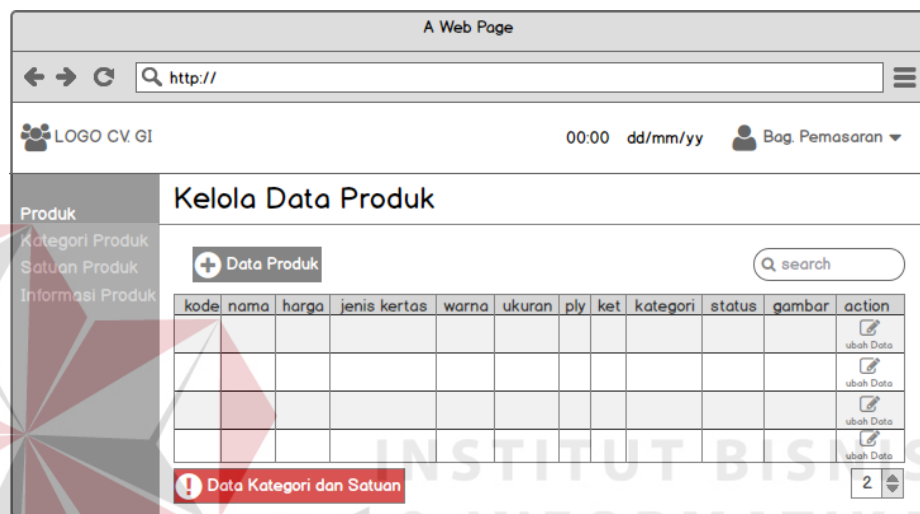 A Web Page
http://
LOGO CV. GI 00:00 dd/mm/yy Bag. Pemasaran
Kelola Data Produk
Produk
Kategori Produk
Satuan Produk
Informasi Produk
Data Produk search
kode nama harga jenis kertas warna ukuran ply ket kategori status gambar action
ubah Data
ubah Data
ubah Data
ubah Data
Data Kategori dan Satuan 2
INSTITUT BISNIS
& INFORMATIKA